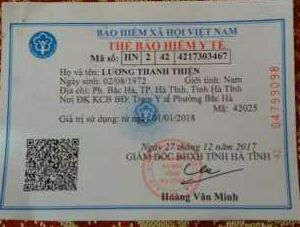 BẢO HIỂM XÃ HỘI VIỆT NAM
THẺ BẢO HIỂM Y TẾ
Mã số: HN 2 42 4217303467
Họ và tên: LƯƠNG THANH THIÊN
Ngày sinh: 02/08/1972 Giới tính: Nam
Địa chỉ: Ph. Bắc Hà, TP. Hà Tĩnh, Tỉnh Hà Tĩnh
Nơi ĐK KCB BĐ: Trạm Y tế Phường Bắc Hà
Mã: 42025
Giá trị sử dụng: từ ngày 01/01/2018
04799098
Ngày 27 tháng 12 năm 2017
GIÁM ĐỐC BHXH TỈNH HÀ TĨNH
Hoàng Văn Minh